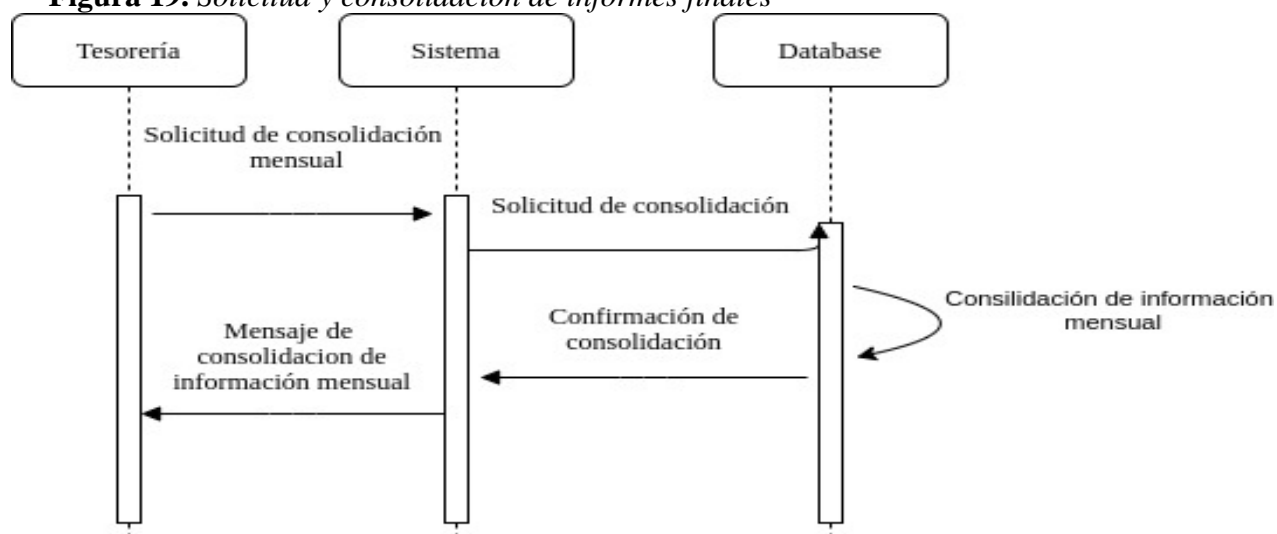 Figura 19. Solicitud y consolidación de informes finales
Tesorería
Sistema
Database
Solicitud de consolidación
mensual
Solicitud de consolidación
Consilidación de información
mensual
Confirmación de
consolidación
Mensaje de
consolidacion de
información mensual